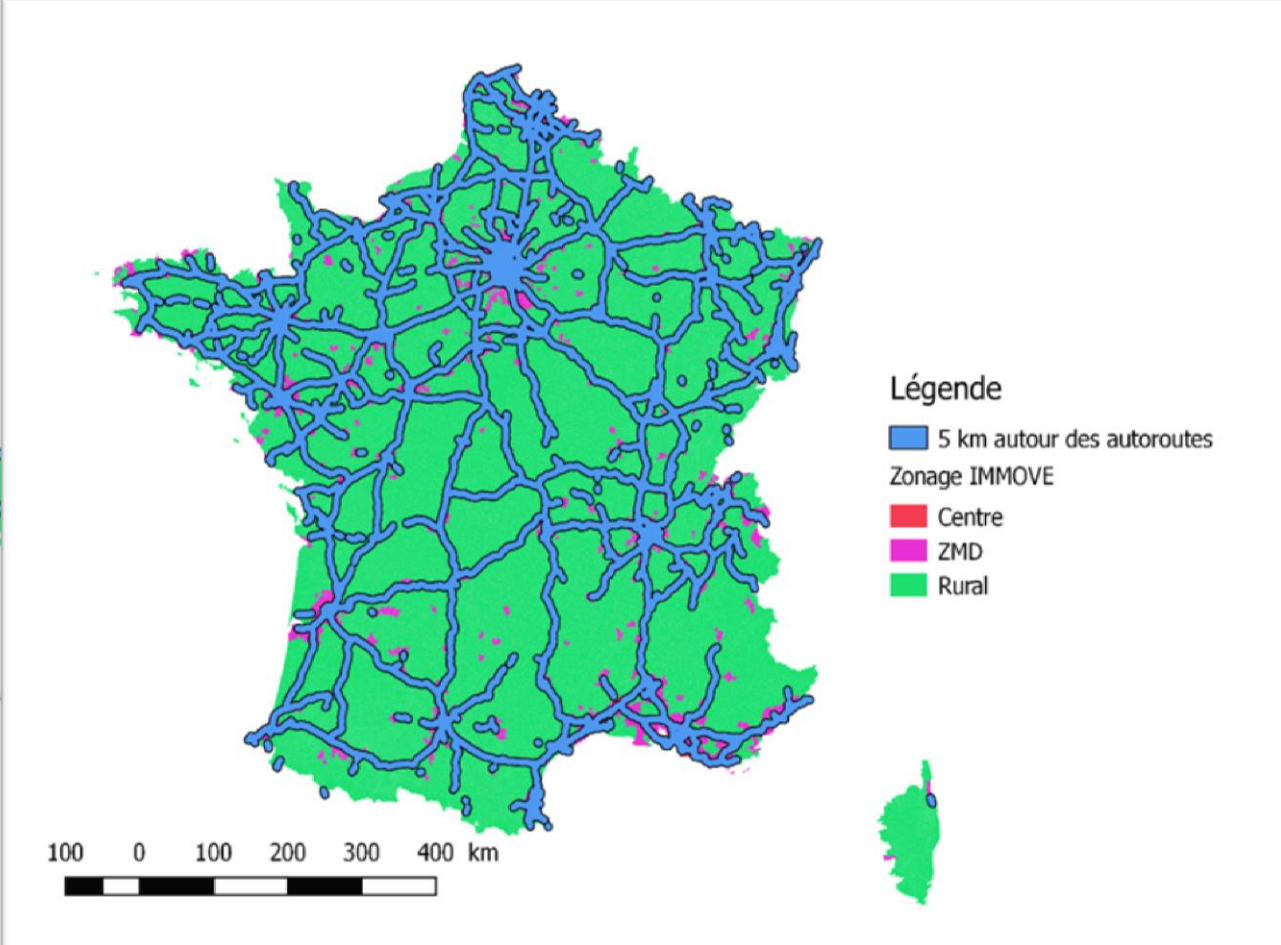 Légende
5 km autour des autoroutes
Zonage IMMOVE
Centre
ZMD
Rural
100 0 100 200 300 400 km